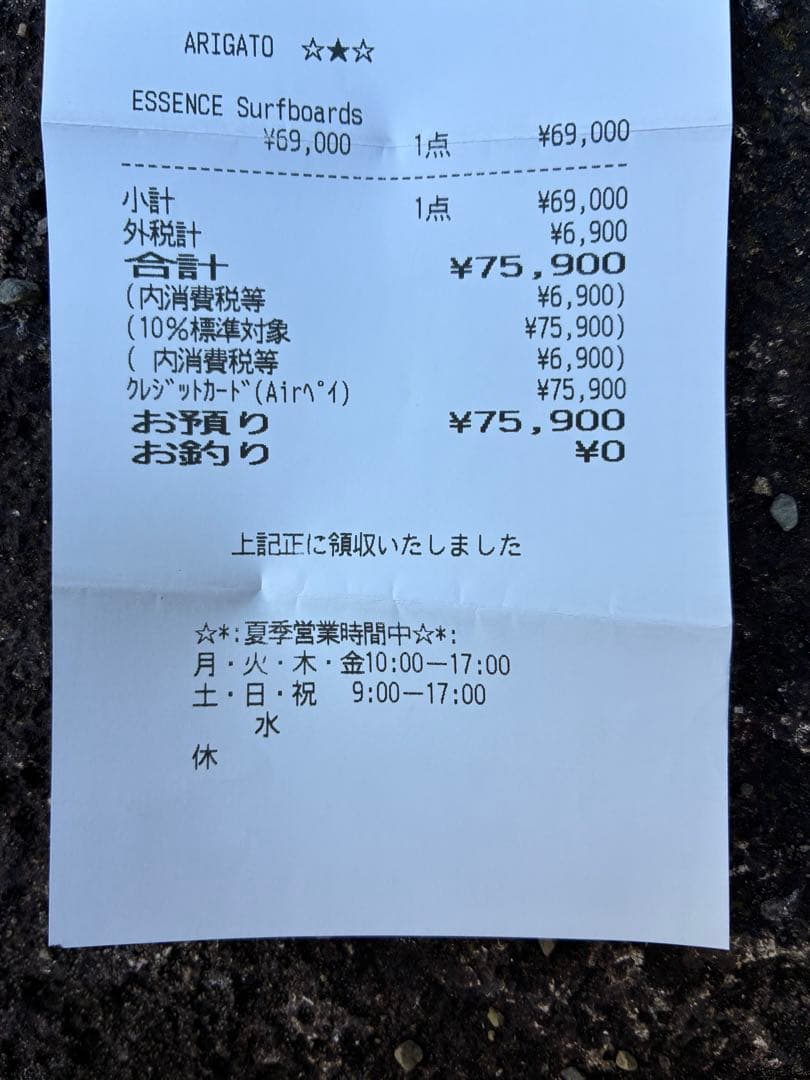 ARIGATO ☆★☆
ESSENCE Surfboards
¥69,000 1点 ¥69,000
小計 1点 ¥69,000
外税計 ¥6,900
合計 ¥75,900
(内消費税等 ¥6,900)
(10%標準対象 ¥75,900)
( 内消費税等 ¥6,900)
ｸﾚｼﾞｯﾄｶｰﾄﾞ(Airﾍﾟｲ) ¥75,900
お預り ¥75,900
お釣り ¥0
上記正に領収いたしました
☆*:夏季営業時間中☆*:
月・火・木・金10:00―17:00
土・日・祝 9:00―17:00
水
休